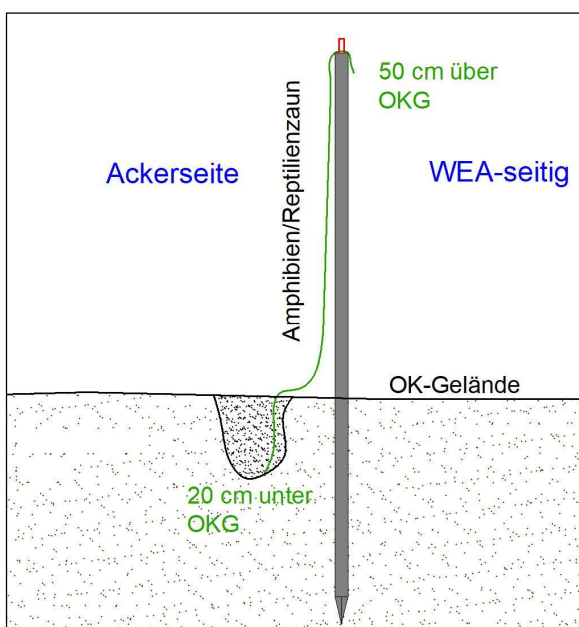 50 cm über
OKG
Ackerseite
Amphibien/Reptilienzaun
WEA-seitig
OK-Gelände
20 cm unter
OKG